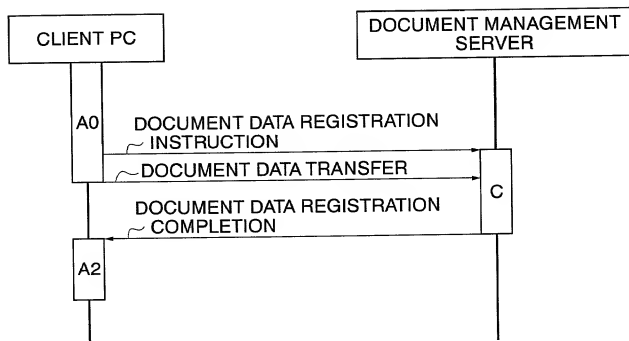 CLIENT PC
DOCUMENT MANAGEMENT
SERVER
A0
DOCUMENT DATA REGISTRATION
INSTRUCTION
DOCUMENT DATA TRANSFER
C
DOCUMENT DATA REGISTRATION
COMPLETION
A2